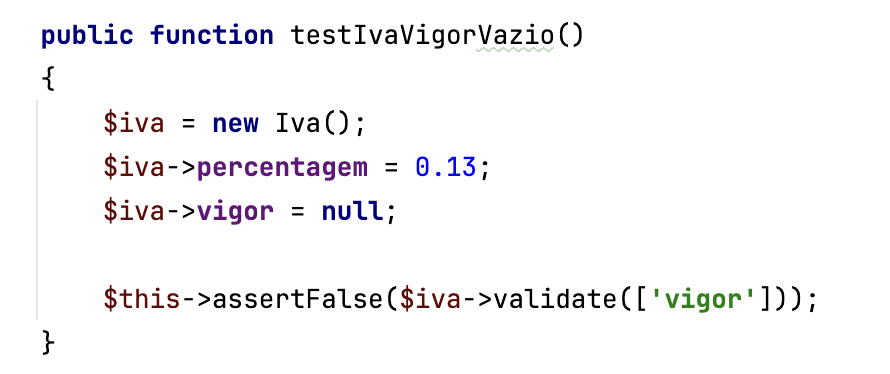 public function testIvaVigorVazio()
{
    $iva = new Iva();
    $iva->percentagem = 0.13;
    $iva->vigor = null;

    $this->assertFalse($iva->validate(['vigor']));
}